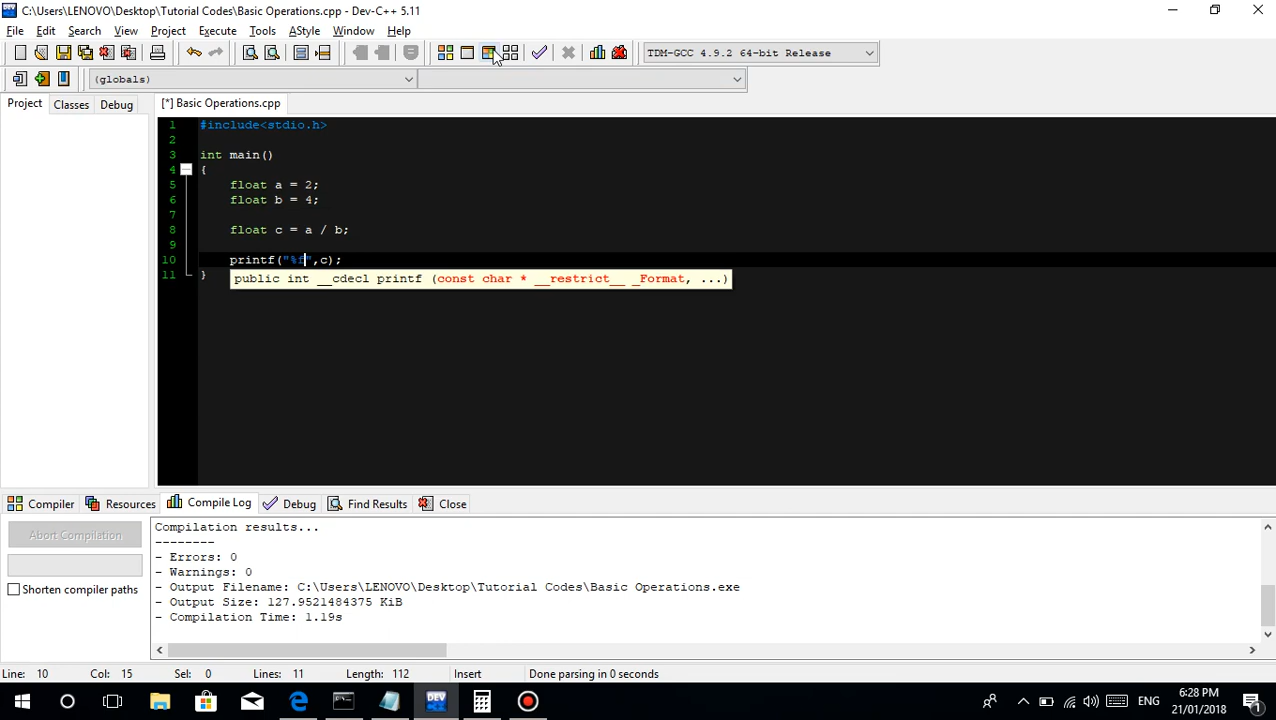 C:\Users\LENOVO\Desktop\Tutorial Codes\Basic Operations.cpp - Dev-C++ 5.11
File Edit Search View Project Execute Tools AStyle Window Help
TDM-GCC 4.9.2 64-bit Release
(globals)
Project Classes Debug [*] Basic Operations.cpp
1 #include<stdio.h>
2
3 int main()
4 {
5 float a = 2;
6 float b = 4;
7
8 float c = a / b;
9
10 printf("%f",c);
11 }
public int __cdecl printf (const char * __restrict__ _Format, ...)
Compiler Resources Compile Log Debug Find Results Close
Abort Compilation
Shorten compiler paths
Compilation results...
--------
- Errors: 0
- Warnings: 0
- Output Filename: C:\Users\LENOVO\Desktop\Tutorial Codes\Basic Operations.exe
- Output Size: 127.9521484375 KiB
- Compilation Time: 1.19s
Line: 10 Col: 15 Sel: 0 Lines: 11 Length: 112 Insert Done parsing in 0 seconds
DEV
ENG
6:28 PM
21/01/2018
1